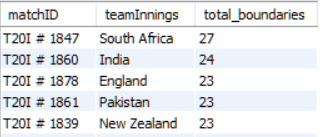 matchID teamInnings total_boundaries
T20I # 1847 South Africa 27
T20I # 1860 India 24
T20I # 1878 England 23
T20I # 1861 Pakistan 23
T20I # 1839 New Zealand 23